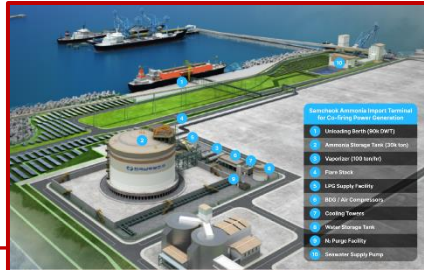 Samcheok Ammonia Import Terminal
for Co-firing Power Generation
1 Unloading Berth (90k DWT)
2 Ammonia Storage Tank (30k ton)
3 Vaporizer (100 ton/hr)
4 Flare Stock
5 LPG Supply Facility
6 BOG / Air Compressors
7 Cooling Towers
8 Water Storage Tank
9 N₂ Purge Facility
10 Seawater Supply Pump